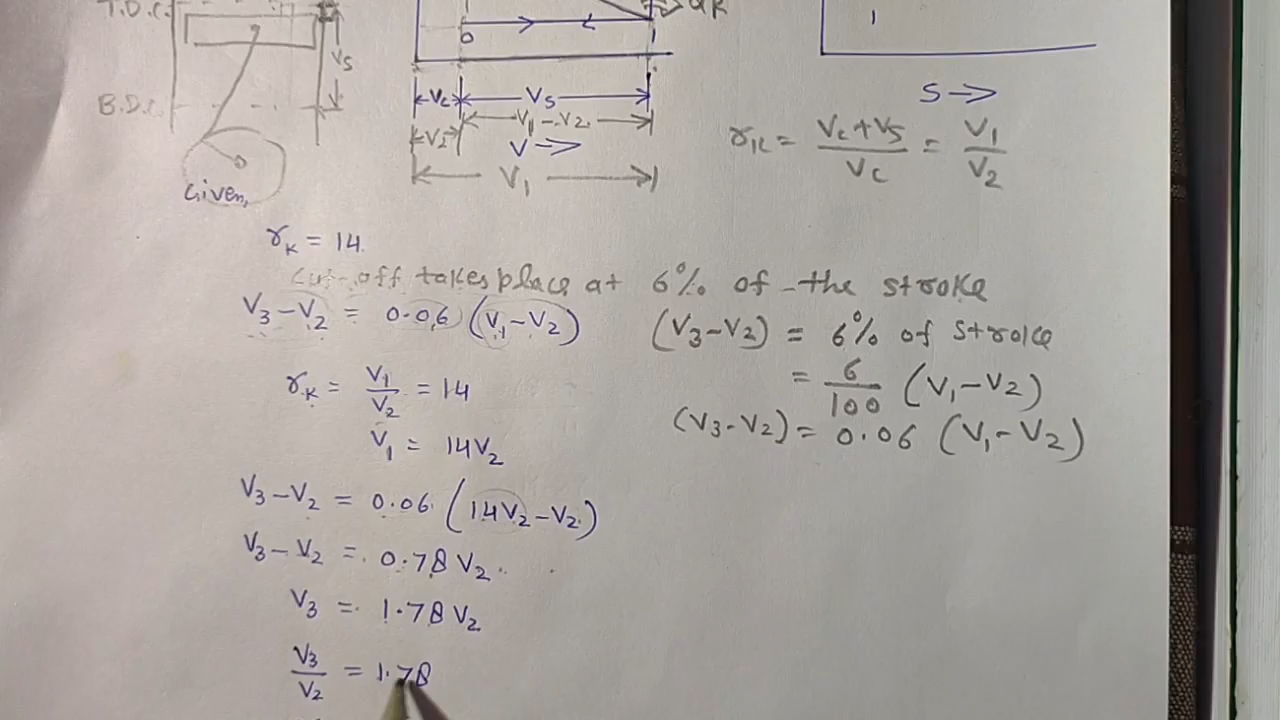 T.D.C.
QR
Vs
0
1
B.D.C
Vc Vs
V2 V1-V2
V
V1
S
Given,
rK = Vc+Vs/Vc = V1/V2
rK = 14.
Cut-off takes place at 6% of the stroke
V3-V2 = 0.06 (V1-V2)
(V3-V2) = 6% of stroke
rK = V1/V2 = 14
= 6/100 (V1-V2)
V1 = 14V2
(V3-V2) = 0.06 (V1-V2)
V3-V2 = 0.06 (14V2-V2)
V3-V2 = 0.78 V2
V3 = 1.78 V2
V3/V2 = 1.78